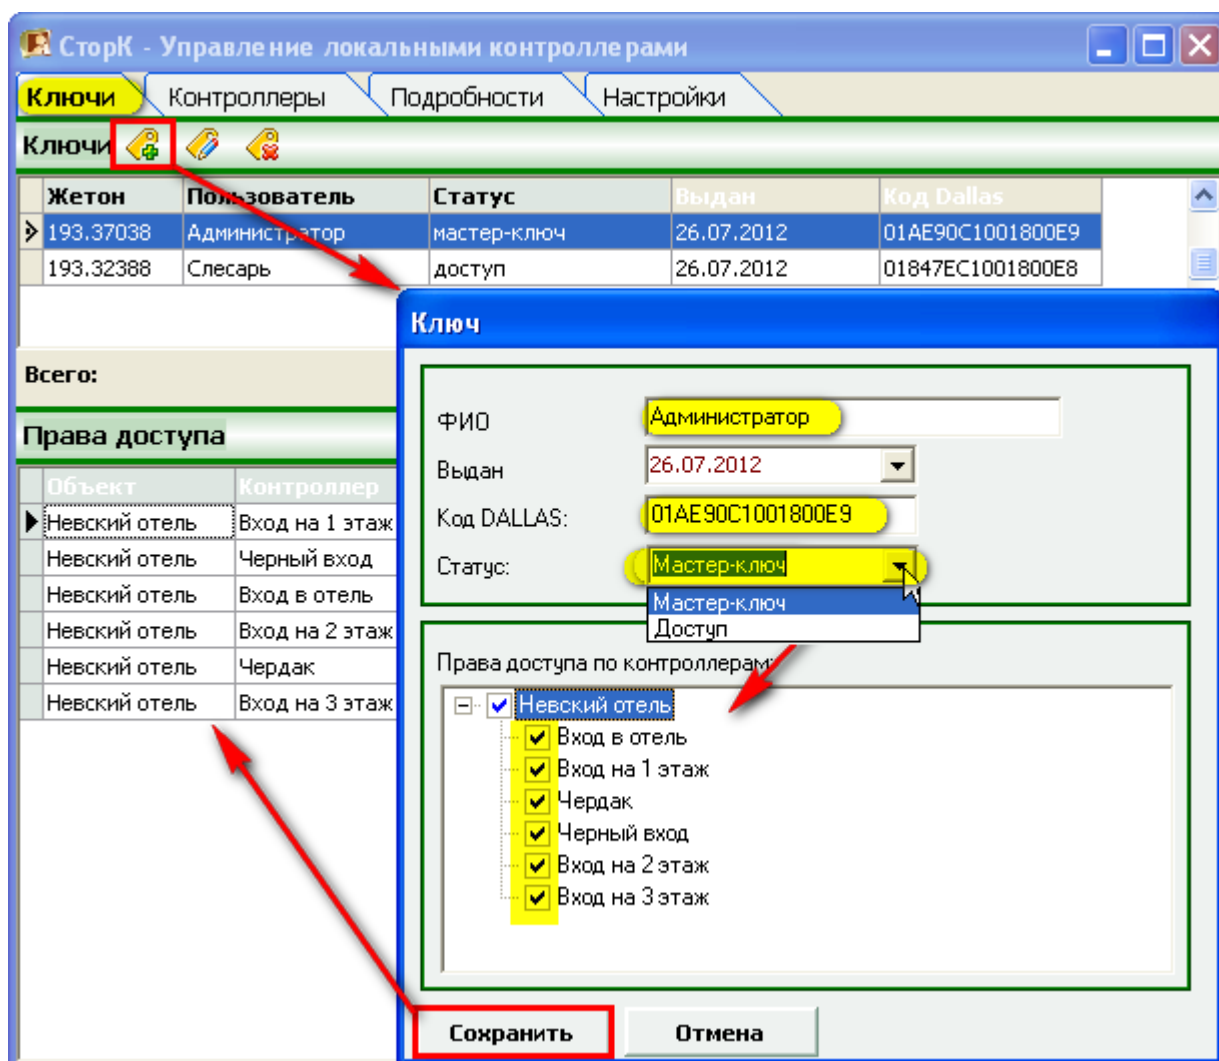 СторК - Управление локальными контроллерами
Ключи Контроллеры Подробности Настройки
Ключи
Жетон Пользователь Статус Выдан Код Dallas
193.37038 Администратор мастер-ключ 26.07.2012 01AE90C1001800E9
193.32388 Слесарь доступ 26.07.2012 01847EC1001800E8
Всего:
Права доступа
Объект Контроллер
Невский отель Вход на 1 этаж
Невский отель Черный вход
Невский отель Вход в отель
Невский отель Вход на 2 этаж
Невский отель Чердак
Невский отель Вход на 3 этаж
Ключ
ФИО Администратор
Выдан 26.07.2012
Код DALLAS: 01AE90C1001800E9
Статус: Мастер-ключ
Мастер-ключ
Доступ
Права доступа по контроллерам:
Невский отель
Вход в отель
Вход на 1 этаж
Чердак
Черный вход
Вход на 2 этаж
Вход на 3 этаж
Сохранить Отмена